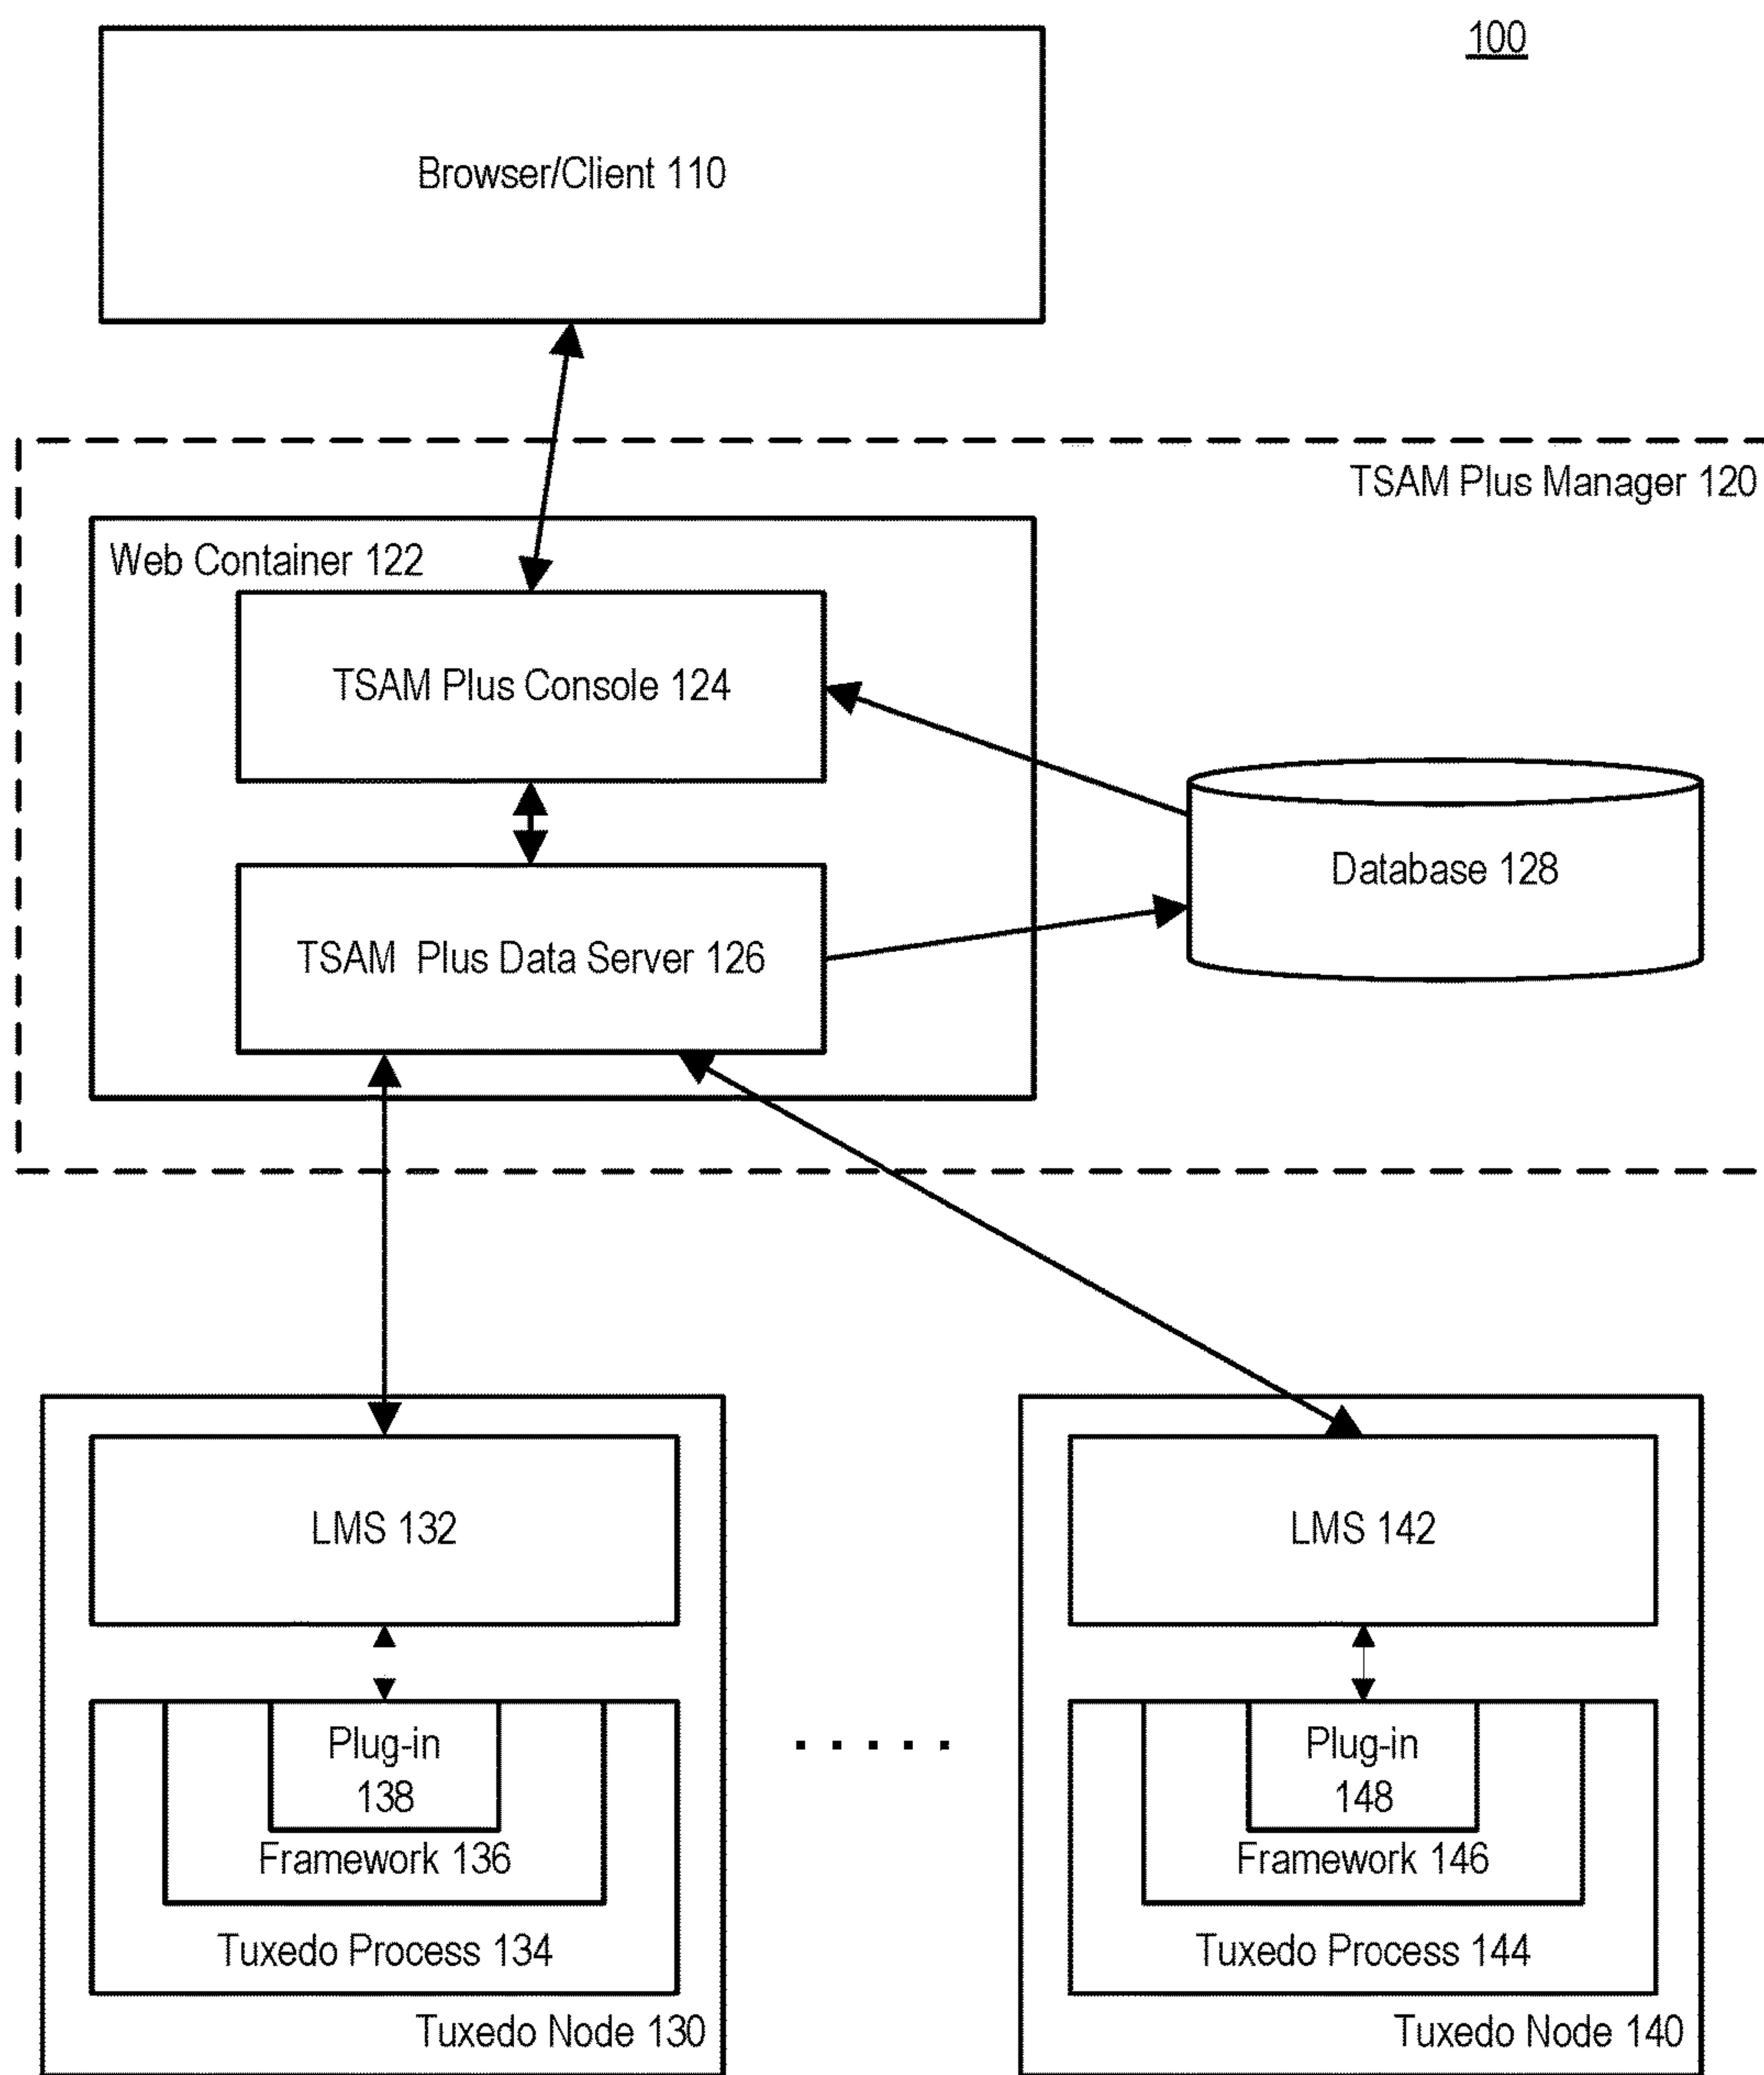 100
Browser/Client 110
TSAM Plus Manager 120
Web Container 122
TSAM Plus Console 124
Database 128
TSAM Plus Data Server 126
LMS 132
LMS 142
Plug-in
138
Plug-in
148
Framework 136
Framework 146
Tuxedo Process 134
Tuxedo Process 144
Tuxedo Node 130
Tuxedo Node 140